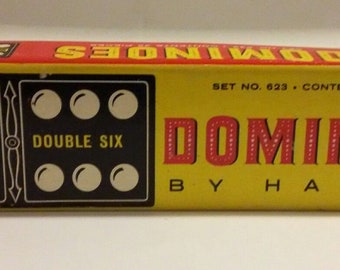 DOMINOES
SET NO. 623 • CONTE
DOUBLE SIX
DOMIN
BY HA